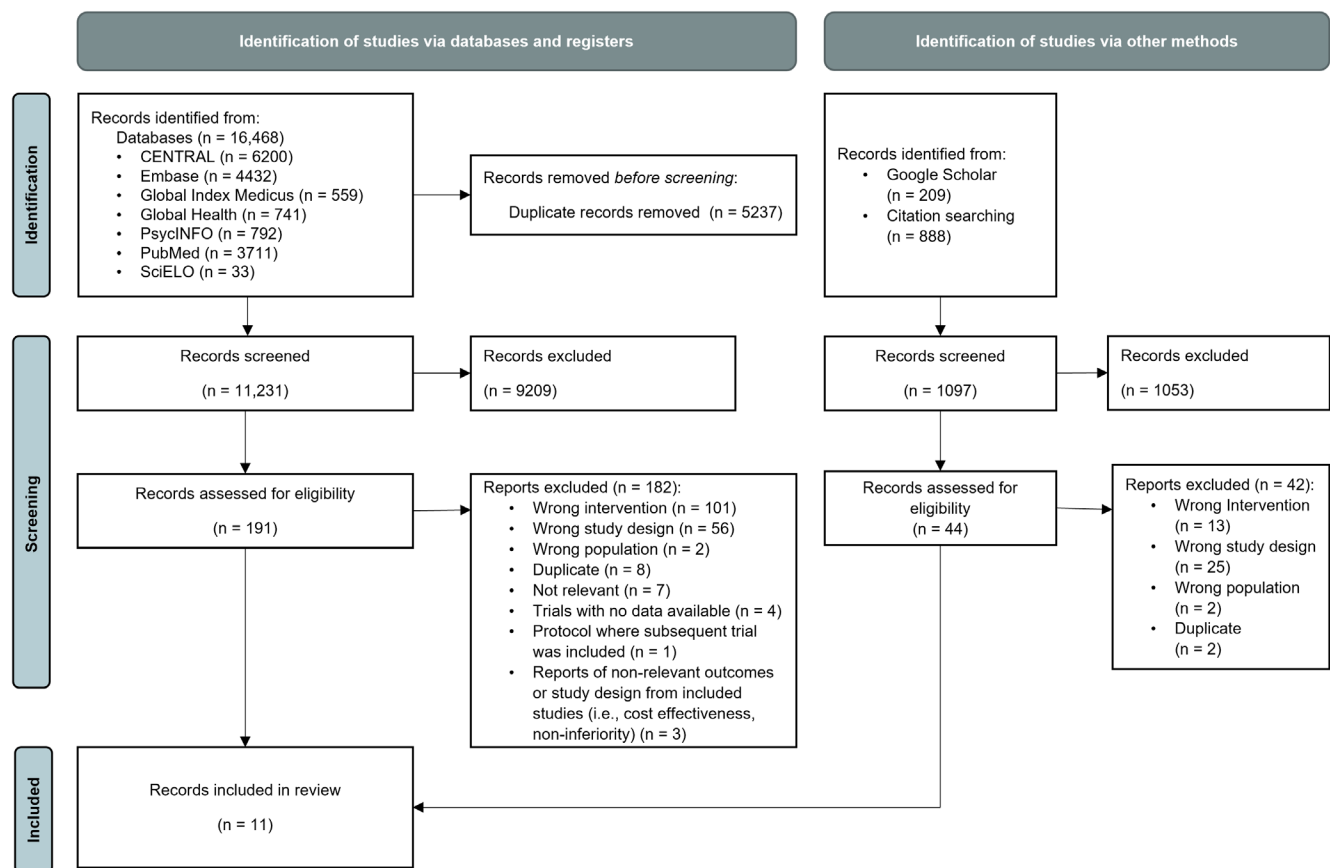 Identification of studies via databases and registers
Identification of studies via other methods
Identification
Records identified from:
Databases (n = 16,468)
• CENTRAL (n = 6200)
• Embase (n = 4432)
• Global Index Medicus (n = 559)
• Global Health (n = 741)
• PsycINFO (n = 792)
• PubMed (n = 3711)
• SciELO (n = 33)
Records removed before screening:
Duplicate records removed (n = 5237)
Records identified from:
• Google Scholar
(n = 209)
• Citation searching
(n = 888)
Screening
Records screened
(n = 11,231)
Records excluded
(n = 9209)
Records screened
(n = 1097)
Records excluded
(n = 1053)
Records assessed for eligibility
(n = 191)
Reports excluded (n = 182):
• Wrong intervention (n = 101)
• Wrong study design (n = 56)
• Wrong population (n = 2)
• Duplicate (n = 8)
• Not relevant (n = 7)
• Trials with no data available (n = 4)
• Protocol where subsequent trial
was included (n = 1)
• Reports of non-relevant outcomes
or study design from included
studies (i.e., cost effectiveness,
non-inferiority) (n = 3)
Records assessed for
eligibility
(n = 44)
Reports excluded (n = 42):
• Wrong Intervention
(n = 13)
• Wrong study design
(n = 25)
• Wrong population
(n = 2)
• Duplicate
(n = 2)
Included
Records included in review
(n = 11)